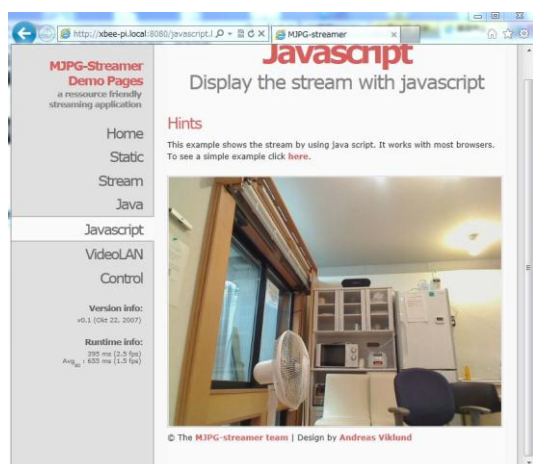 http://xbee-pi.local:8080/javascript.l
MJPG-Streamer
MJPG-Streamer
Demo Pages
a ressource friendly
streaming application
Home
Static
Stream
Java
Javascript
VideoLAN
Control
Version info:
v0.1 (Okt 22, 2007)
Runtime info:
395 ms (2.5 fps)
Avg50 : 655 ms (1.5 fps)
Javascript
Display the stream with javascript
Hints
This example shows the stream by using java script. It works with most browsers.
To see a simple example click here.
© The MJPG-streamer team | Design by Andreas Viklund